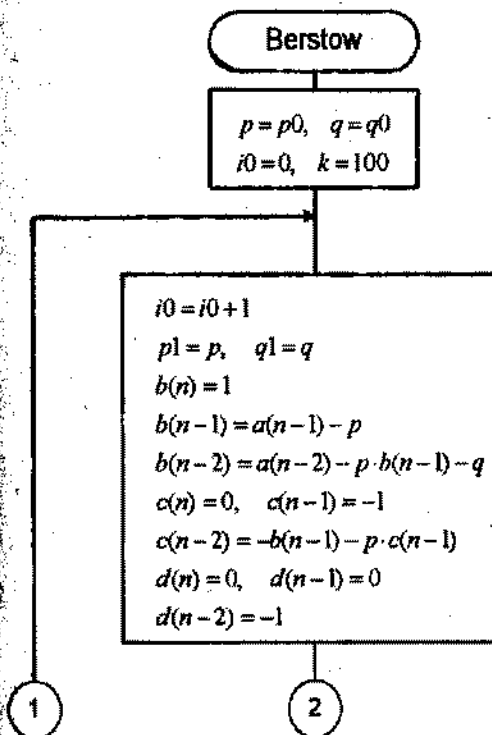 Berstow
p = p0, q = q0
i0 = 0, k = 100
i0 = i0 + 1
p1 = p, q1 = q
b(n) = 1
b(n−1) = a(n−1) − p
b(n−2) = a(n−2) − p·b(n−1) − q
c(n) = 0, c(n−1) = −1
c(n−2) = −b(n−1) − p·c(n−1)
d(n) = 0, d(n−1) = 0
d(n−2) = −1
1 2